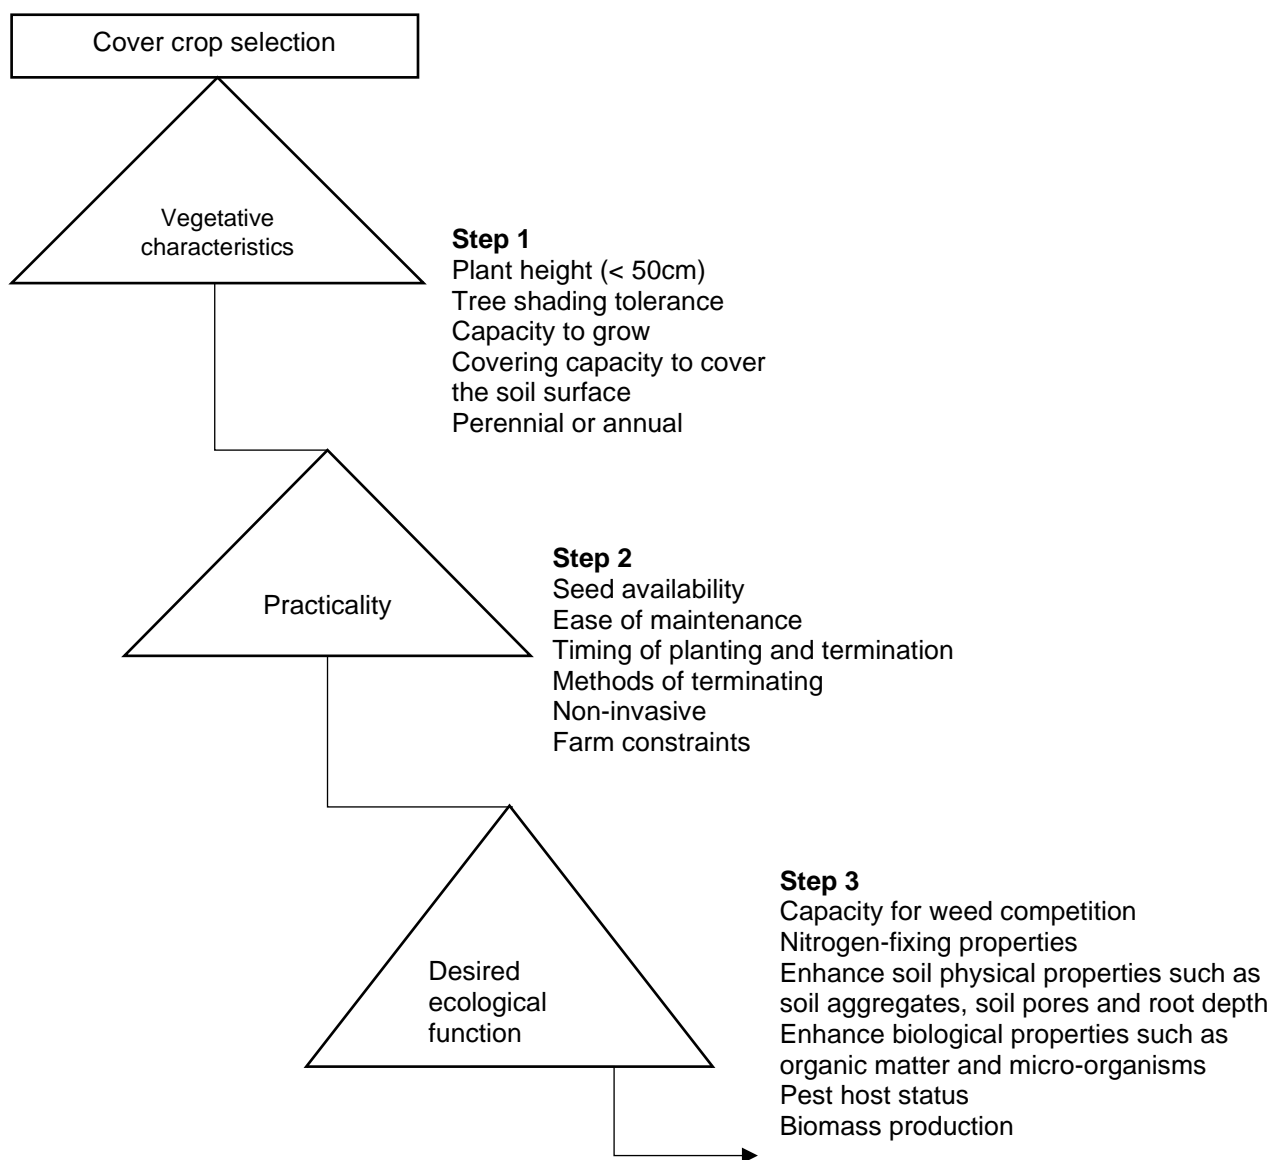 Cover crop selection
Vegetative
characteristics
Step 1
Plant height (< 50cm)
Tree shading tolerance
Capacity to grow
Covering capacity to cover
the soil surface
Perennial or annual
Practicality
Step 2
Seed availability
Ease of maintenance
Timing of planting and termination
Methods of terminating
Non-invasive
Farm constraints
Desired
ecological
function
Step 3
Capacity for weed competition
Nitrogen-fixing properties
Enhance soil physical properties such as
soil aggregates, soil pores and root depth
Enhance biological properties such as
organic matter and micro-organisms
Pest host status
Biomass production